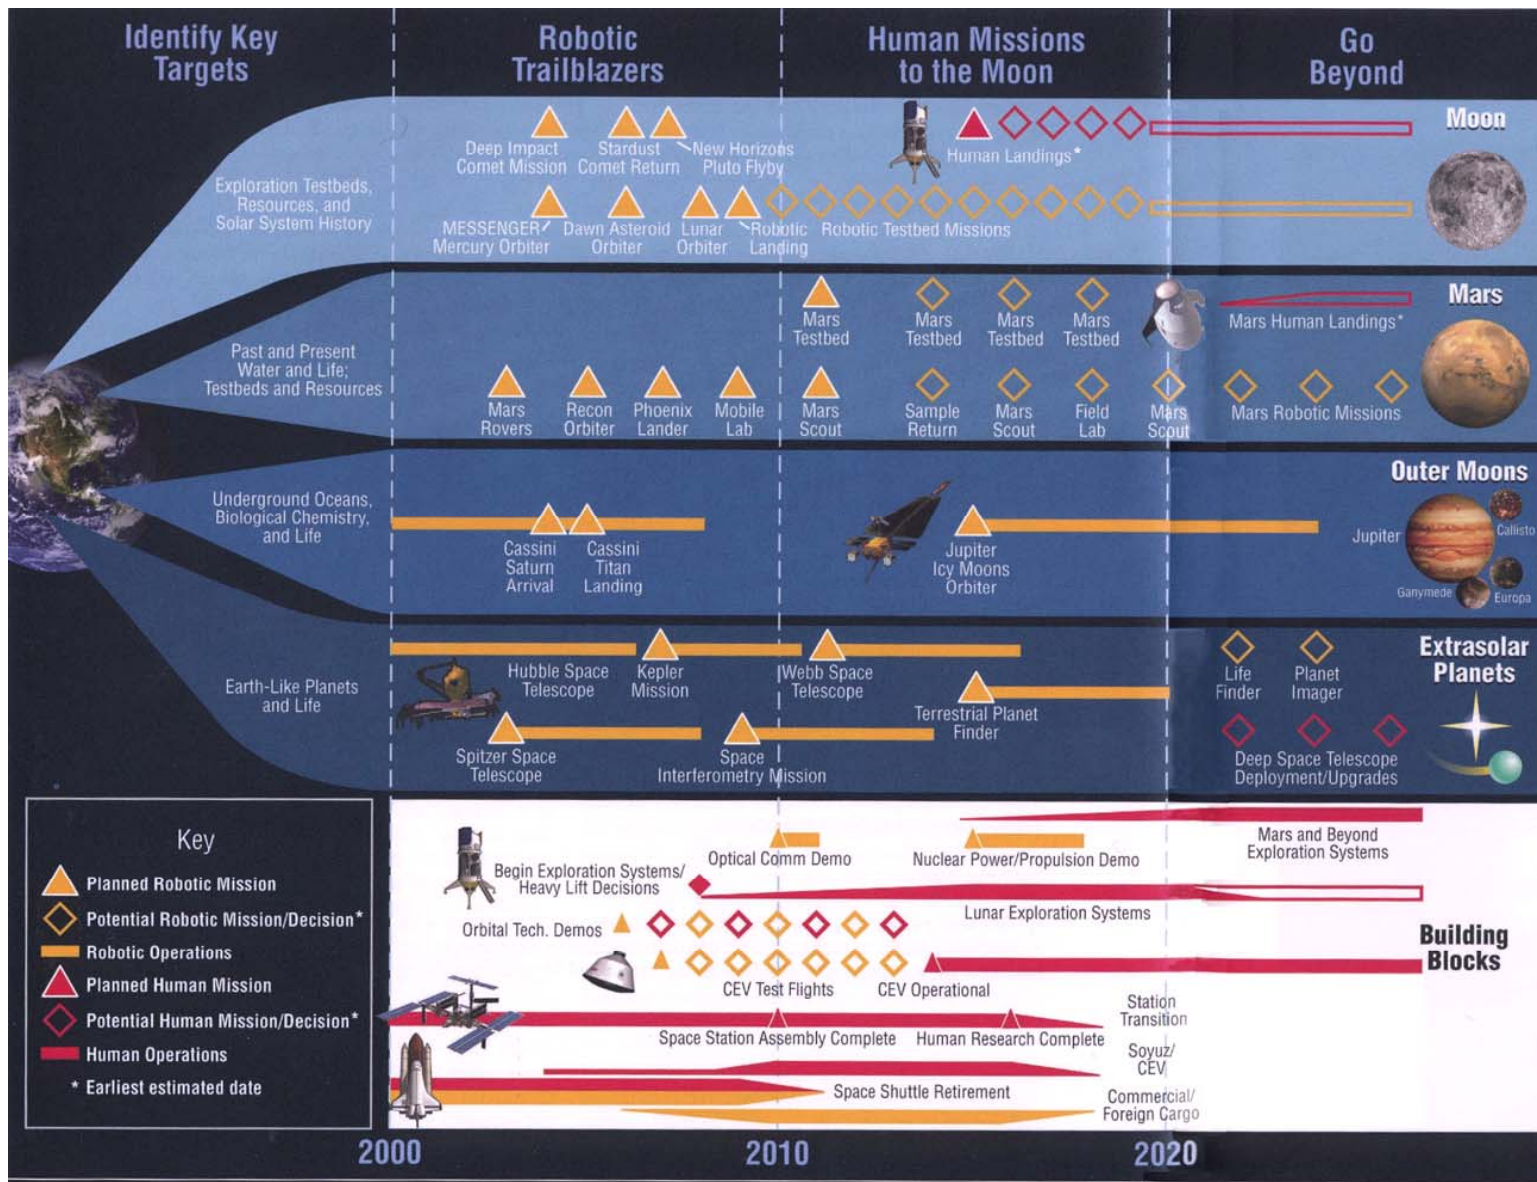 Identify Key
Targets
Robotic
Trailblazers
Human Missions
to the Moon
Go
Beyond
Moon
Exploration Testbeds,
Resources, and
Solar System History
Deep Impact
Comet Mission
Stardust
Comet Return
New Horizons
Pluto Flyby
Human Landings*
MESSENGER
Mercury Orbiter
Dawn Asteroid
Orbiter
Lunar
Orbiter
Robotic
Landing
Robotic Testbed Missions
Mars
Past and Present
Water and Life;
Testbeds and Resources
Mars
Testbed
Mars
Testbed
Mars
Testbed
Mars
Testbed
Mars Human Landings*
Mars
Rovers
Recon
Orbiter
Phoenix
Lander
Mobile
Lab
Mars
Scout
Sample
Return
Mars
Scout
Field
Lab
Mars
Scout
Mars Robotic Missions
Outer Moons
Underground Oceans,
Biological Chemistry,
and Life
Cassini
Saturn
Arrival
Cassini
Titan
Landing
Jupiter
Icy Moons
Orbiter
Jupiter
Callisto
Ganymede
Europa
Extrasolar
Planets
Earth-Like Planets
and Life
Hubble Space
Telescope
Kepler
Mission
Webb Space
Telescope
Terrestrial Planet
Finder
Life
Finder
Planet
Imager
Spitzer Space
Telescope
Space
Interferometry Mission
Deep Space Telescope
Deployment/Upgrades
Key
Planned Robotic Mission
Potential Robotic Mission/Decision*
Robotic Operations
Planned Human Mission
Potential Human Mission/Decision*
Human Operations
* Earliest estimated date
Optical Comm Demo
Nuclear Power/Propulsion Demo
Mars and Beyond
Exploration Systems
Begin Exploration Systems/
Heavy Lift Decisions
Lunar Exploration Systems
Building
Blocks
Orbital Tech. Demos
CEV Test Flights
CEV Operational
Station
Transition
Space Station Assembly Complete
Human Research Complete
Soyuz/
CEV
Space Shuttle Retirement
Commercial/
Foreign Cargo
2000
2010
2020